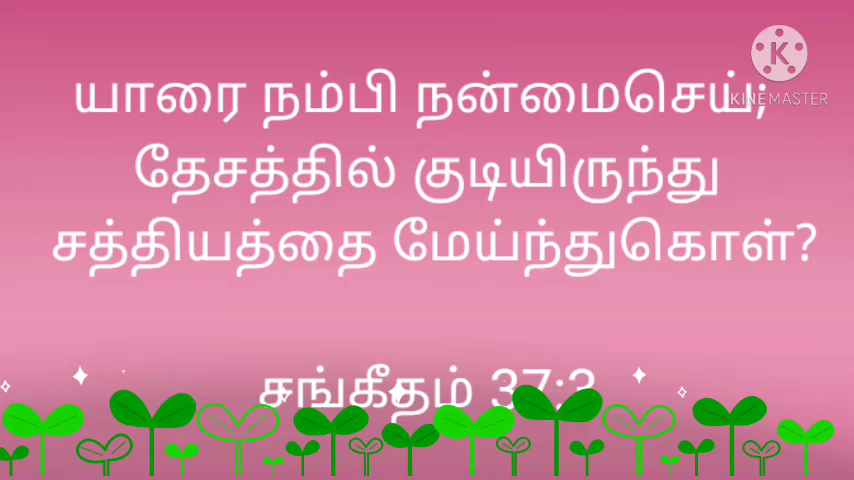 KINEMASTER
யாரை நம்பி நன்மைசெய்;
தேசத்தில் குடியிருந்து
சத்தியத்தை மேய்ந்துகொள்?
சங்கீதம் 37:3